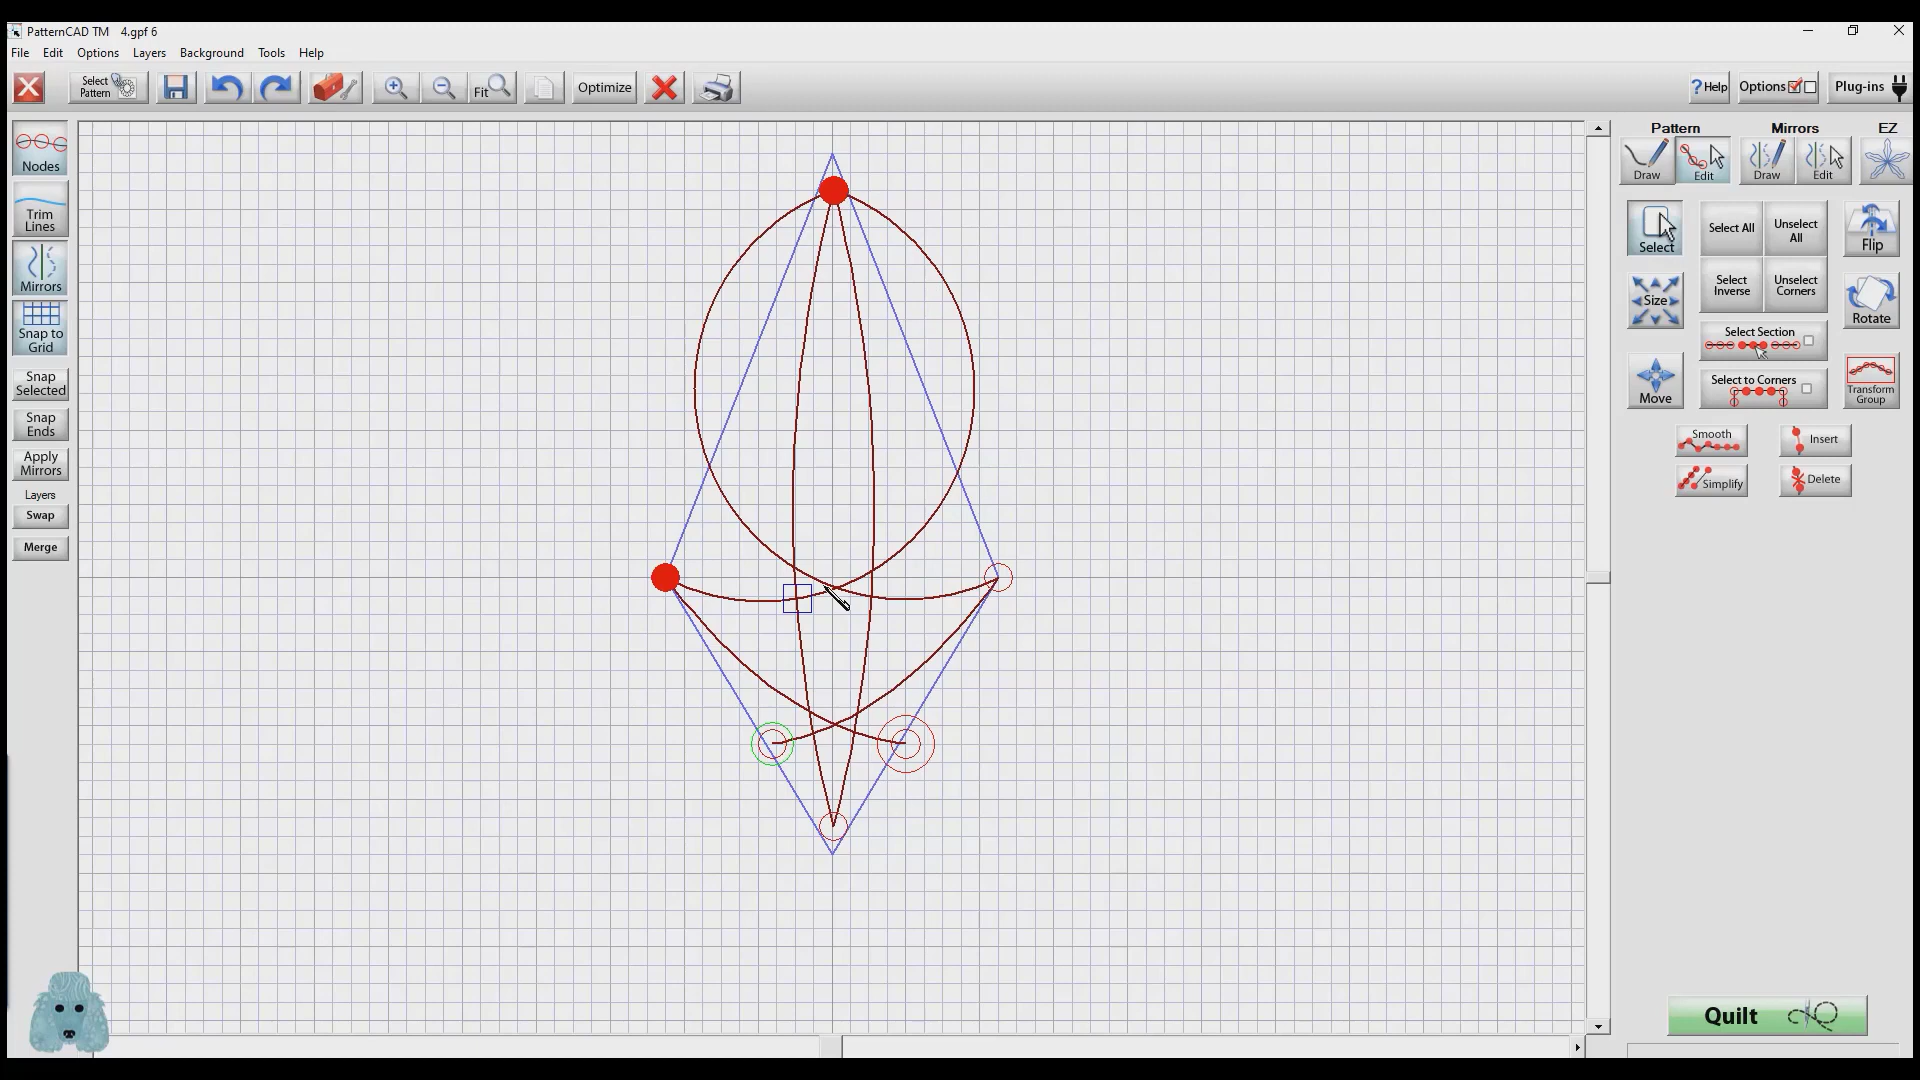 PatternCAD TM 4.gpf 6
File Edit Options Layers Background Tools Help
Select Pattern
Fit
Optimize
? Help
Options
Plug-ins
Nodes
Trim Lines
Mirrors
Snap to Grid
Snap Selected
Snap Ends
Apply Mirrors
Layers
Swap
Merge
Pattern Mirrors EZ
Draw Edit Draw Edit
Select
Select All
Unselect All
Flip
Size
Select Inverse
Unselect Corners
Rotate
Select Section
Move
Select to Corners
Transform Group
Smooth
Insert
Simplify
Delete
Quilt